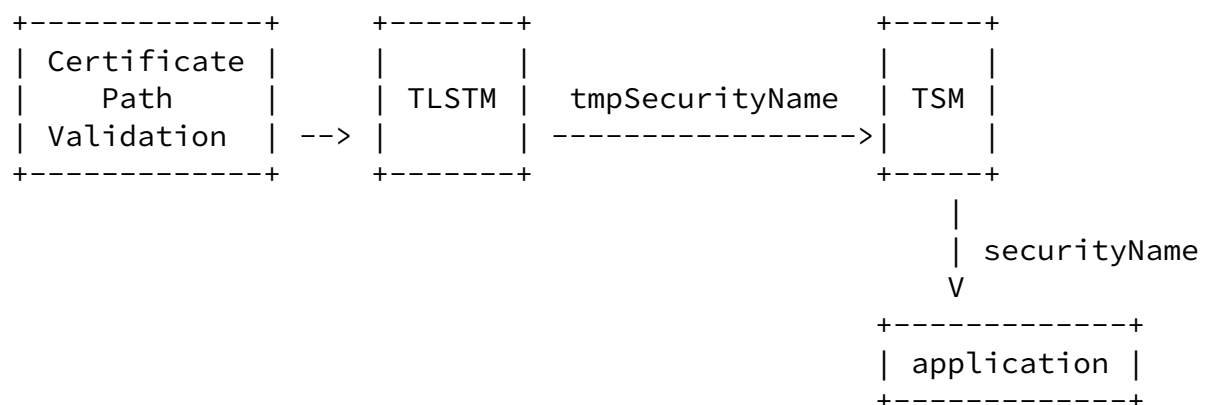 +-------------+     +-------+                   +-----+
| Certificate |     |       |                   |     |
|    Path     |     | TLSTM |  tmpSecurityName  | TSM |
| Validation  | --> |       | ----------------->|     |
+-------------+     +-------+                   +-----+
                                                    |
                                                    | securityName
                                                    V
                                                +-------------+
                                                | application |
                                                +-------------+